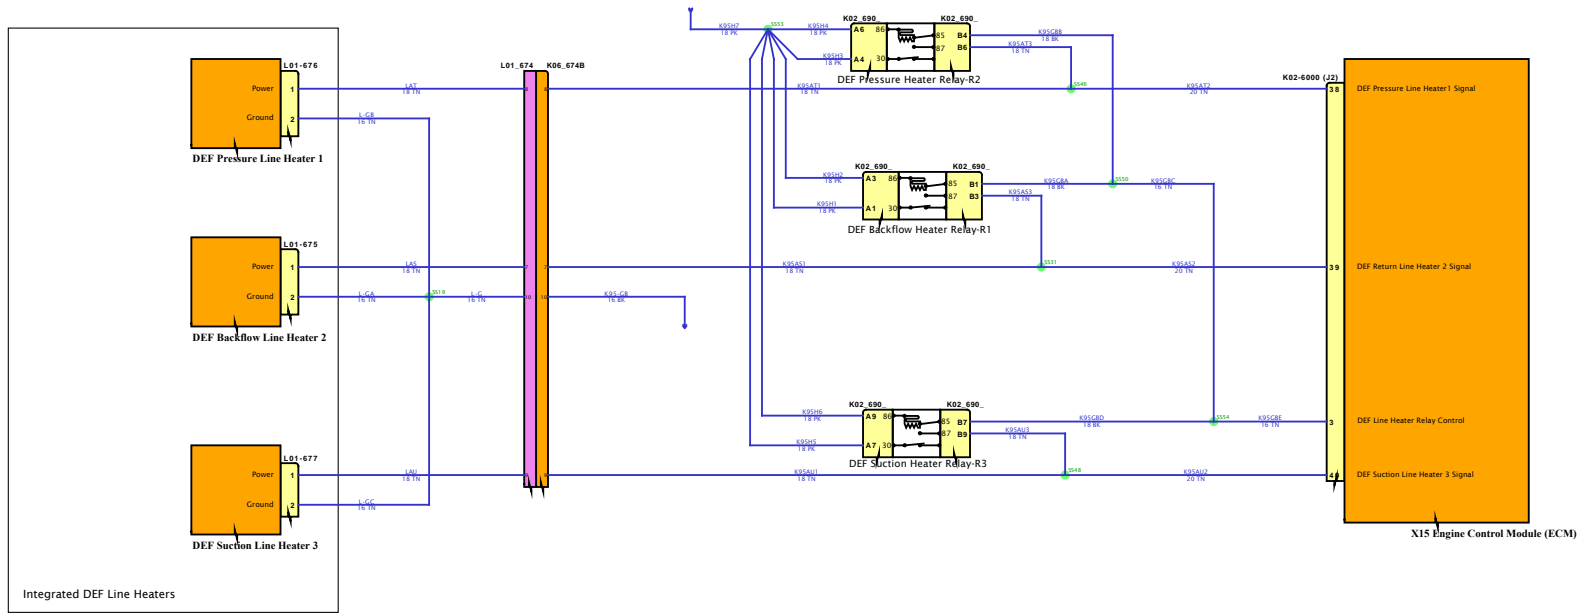 K02_690_
K02_690_
K95H7
18 PK
SS53
K95H4
18 PK
A6
86
85
B4
K95GBB
18 BK
87
B6
K95AT3
18 TN
K95H3
18 PK
A4
30
DEF Pressure Heater Relay-R2
L01-676
L01_674
K06_674B
K02-6000 (J2)
Power
1
LAT
18 TN
8
8
K95AT1
18 TN
SS46
K95AT2
20 TN
38
DEF Pressure Line Heater1 Signal
Ground
2
L-GB
16 TN
DEF Pressure Line Heater 1
K02_690_
K02_690_
K95H2
18 PK
A3
86
85
B1
K95GBA
18 BK
SS50
K95GBC
16 TN
87
B3
K95AS3
18 TN
K95H1
18 PK
A1
30
DEF Backflow Heater Relay-R1
L01-675
Power
1
LAS
18 TN
7
7
K95AS1
18 TN
SS31
K95AS2
20 TN
39
DEF Return Line Heater 2 Signal
Ground
2
L-GA
16 TN
SS19
L-G
16 TN
10
10
K95-GB
16 BK
DEF Backflow Line Heater 2
K02_690_
K02_690_
K95H6
18 PK
A9
86
85
B7
K95GBD
18 BK
SS54
K95GBE
16 TN
3
DEF Line Heater Relay Control
87
B9
K95AU3
18 TN
K95H5
18 PK
A7
30
DEF Suction Heater Relay-R3
L01-677
Power
1
LAU
18 TN
9
9
K95AU1
18 TN
SS48
K95AU2
20 TN
40
DEF Suction Line Heater 3 Signal
Ground
2
L-GC
16 TN
DEF Suction Line Heater 3
X15 Engine Control Module (ECM)
Integrated DEF Line Heaters